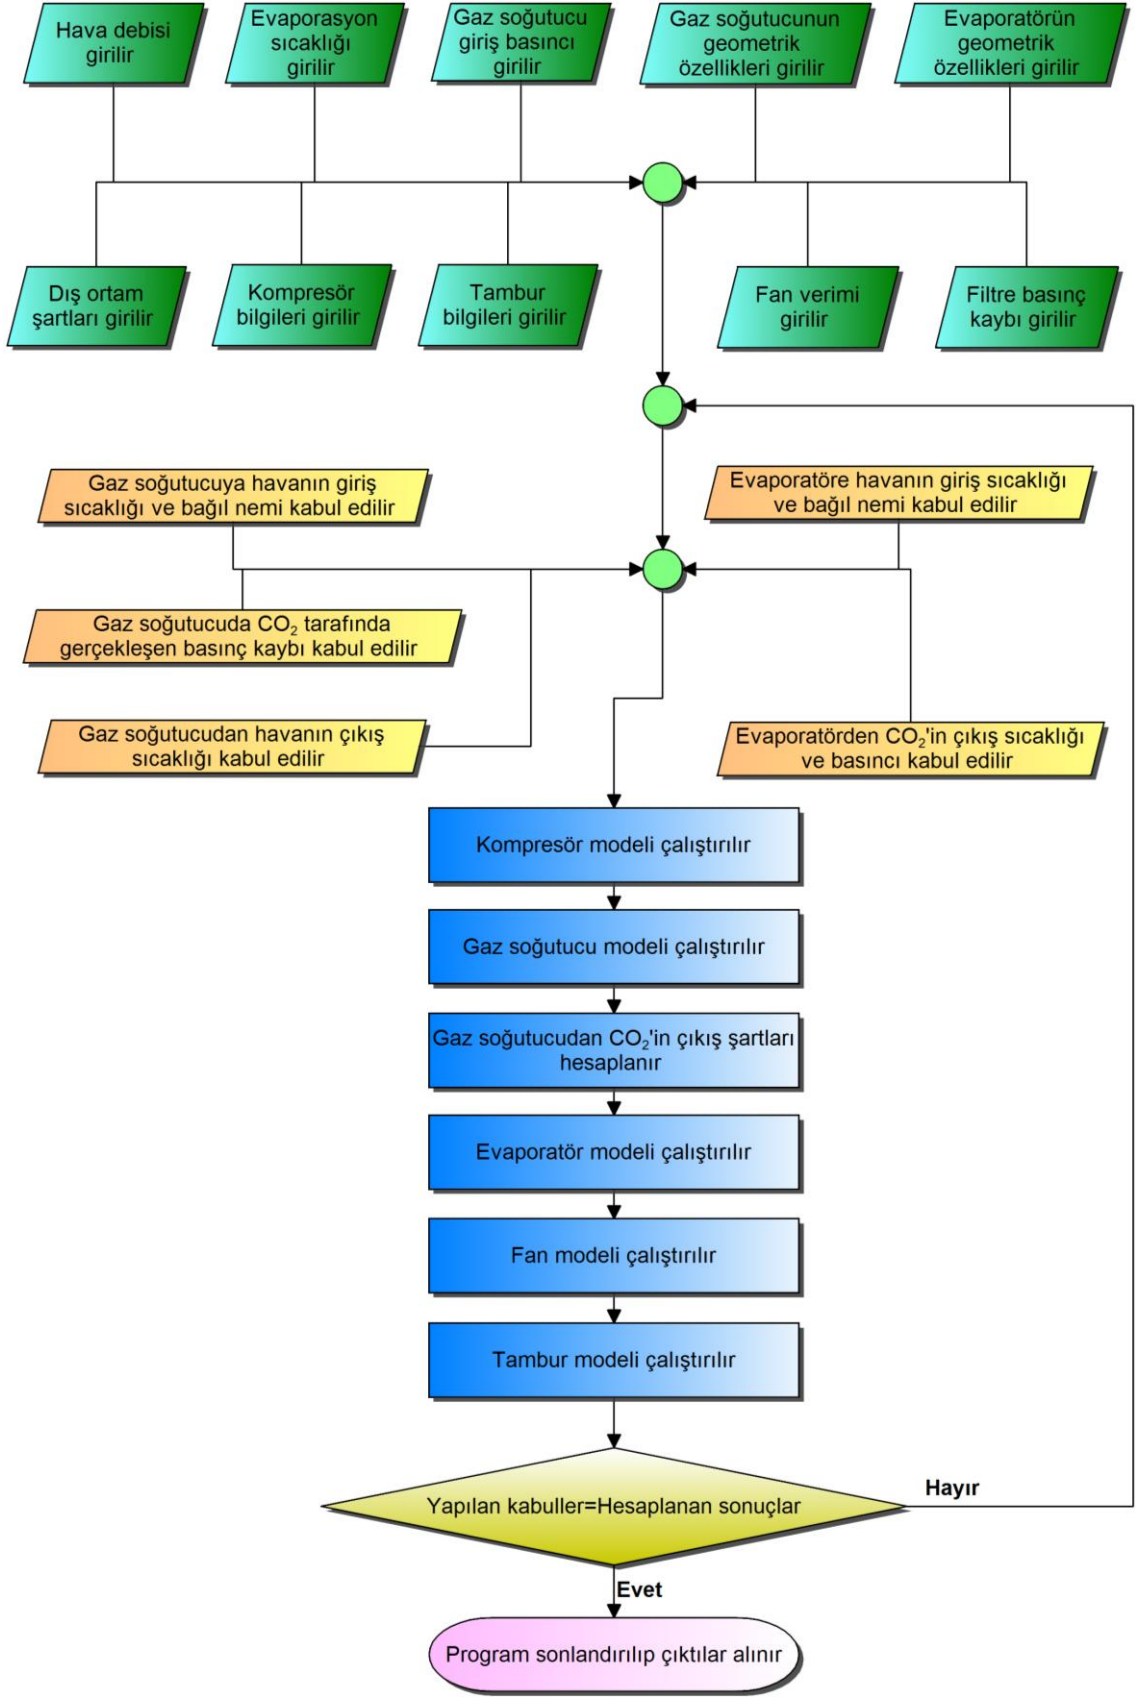 Hava debisi
girilir
Evaporasyon
sıcaklığı
girilir
Gaz soğutucu
giriş basıncı
girilir
Gaz soğutucunun
geometrik
özellikleri girilir
Evaporatörün
geometrik
özellikleri girilir
Dış ortam
şartları girilir
Kompresör
bilgileri girilir
Tambur
bilgileri girilir
Fan verimi
girilir
Filtre basınç
kaybı girilir
Gaz soğutucuya havanın giriş
sıcaklığı ve bağıl nemi kabul edilir
Evaporatöre havanın giriş sıcaklığı
ve bağıl nemi kabul edilir
Gaz soğutucuda CO₂ tarafında
gerçekleşen basınç kaybı kabul edilir
Gaz soğutucudan havanın çıkış
sıcaklığı kabul edilir
Evaporatörden CO₂'in çıkış sıcaklığı
ve basıncı kabul edilir
Kompresör modeli çalıştırılır
Gaz soğutucu modeli çalıştırılır
Gaz soğutucudan CO₂'in çıkış şartları
hesaplanır
Evaporatör modeli çalıştırılır
Fan modeli çalıştırılır
Tambur modeli çalıştırılır
Yapılan kabuller=Hesaplanan sonuçlar
Hayır
Evet
Program sonlandırılıp çıktılar alınır